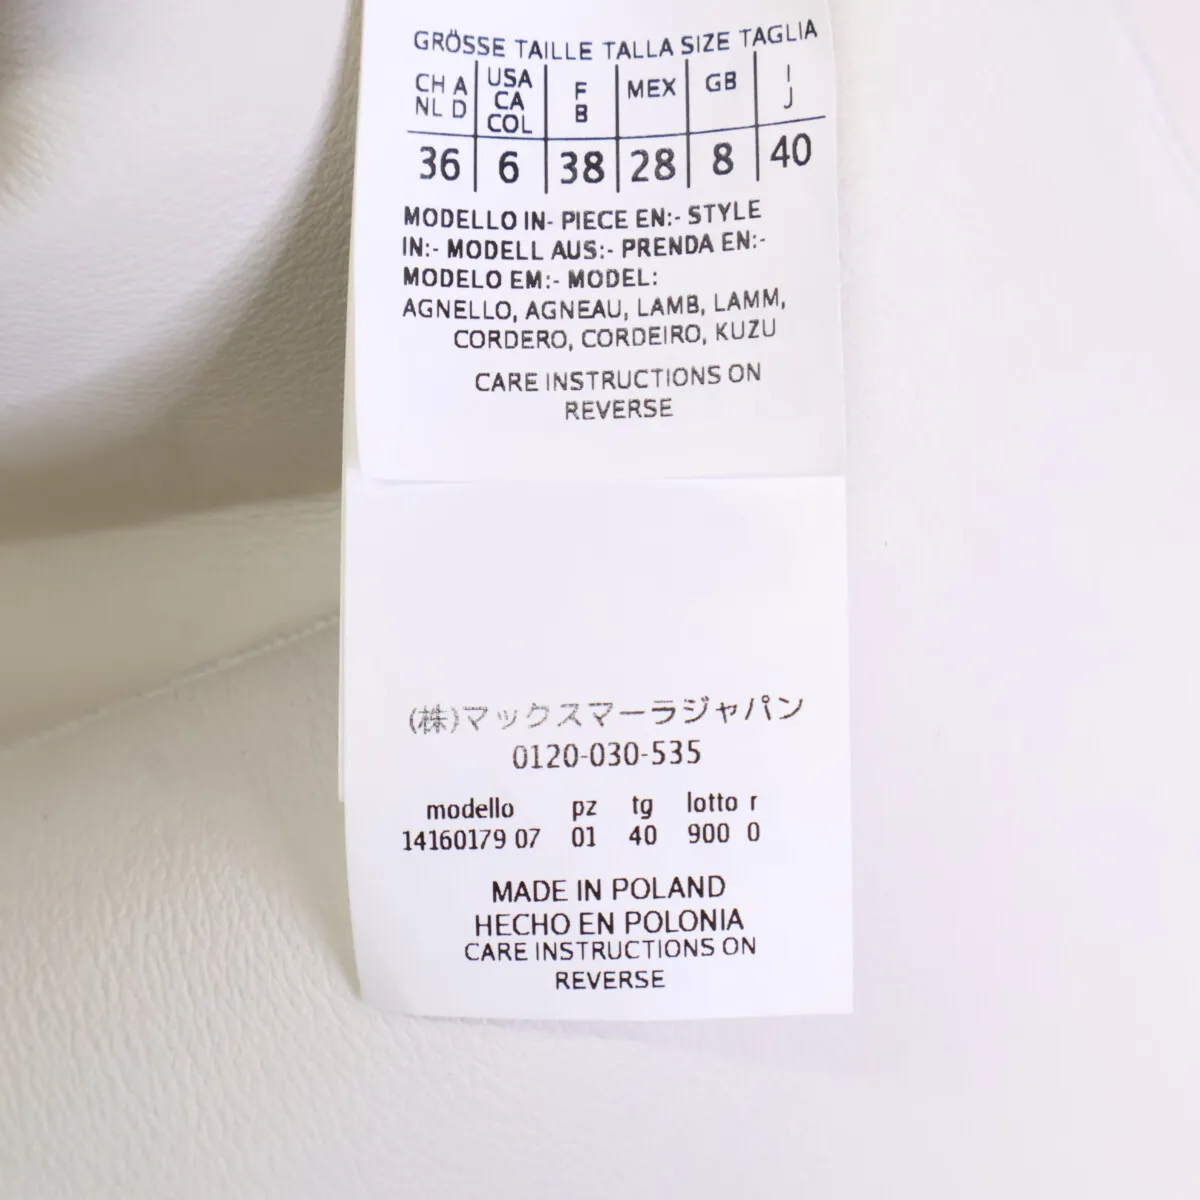 GRÖSSE TAILLE TALLA SIZE TAGLIA
CH A NL D | USA CA COL | F B | MEX | GB | I J
36 | 6 | 38 | 28 | 8 | 40
MODELLO IN- PIECE EN:- STYLE
IN:- MODELL AUS:- PRENDA EN:-
MODELO EM:- MODEL:
AGNELLO, AGNEAU, LAMB, LAMM,
CORDERO, CORDEIRO, KUZU
CARE INSTRUCTIONS ON
REVERSE
(株)マックスマーラジャパン
0120-030-535
modello pz tg lotto r
14160179 07 01 40 900 0
MADE IN POLAND
HECHO EN POLONIA
CARE INSTRUCTIONS ON
REVERSE